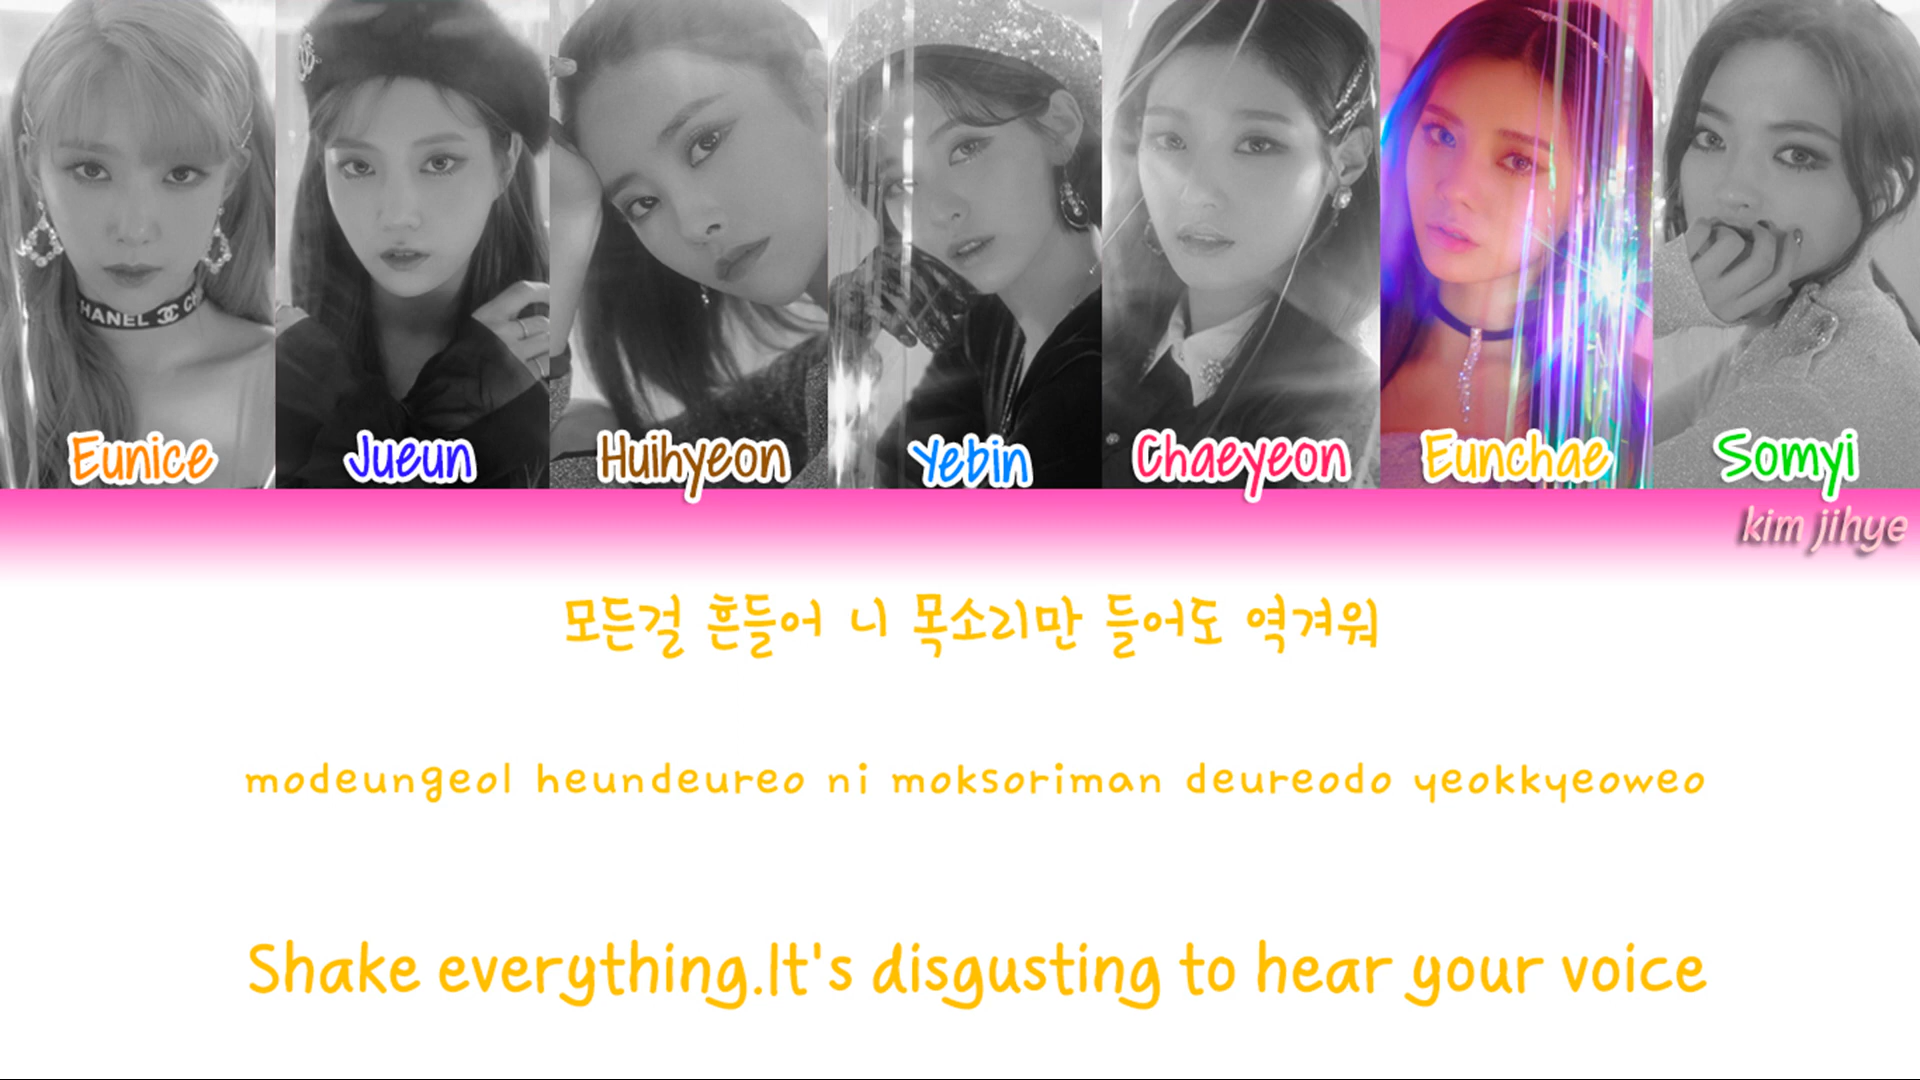 HANEL CH
Eunice
Jueun
Huihyeon
Yebin
Chaeyeon
Eunchae
Somyi
kim jihye
모든걸 흔들어 니 목소리만 들어도 역겨워
modeungeol heundeureo ni moksoriman deureodo yeokkyeoweo
Shake everything.It's disgusting to hear your voice